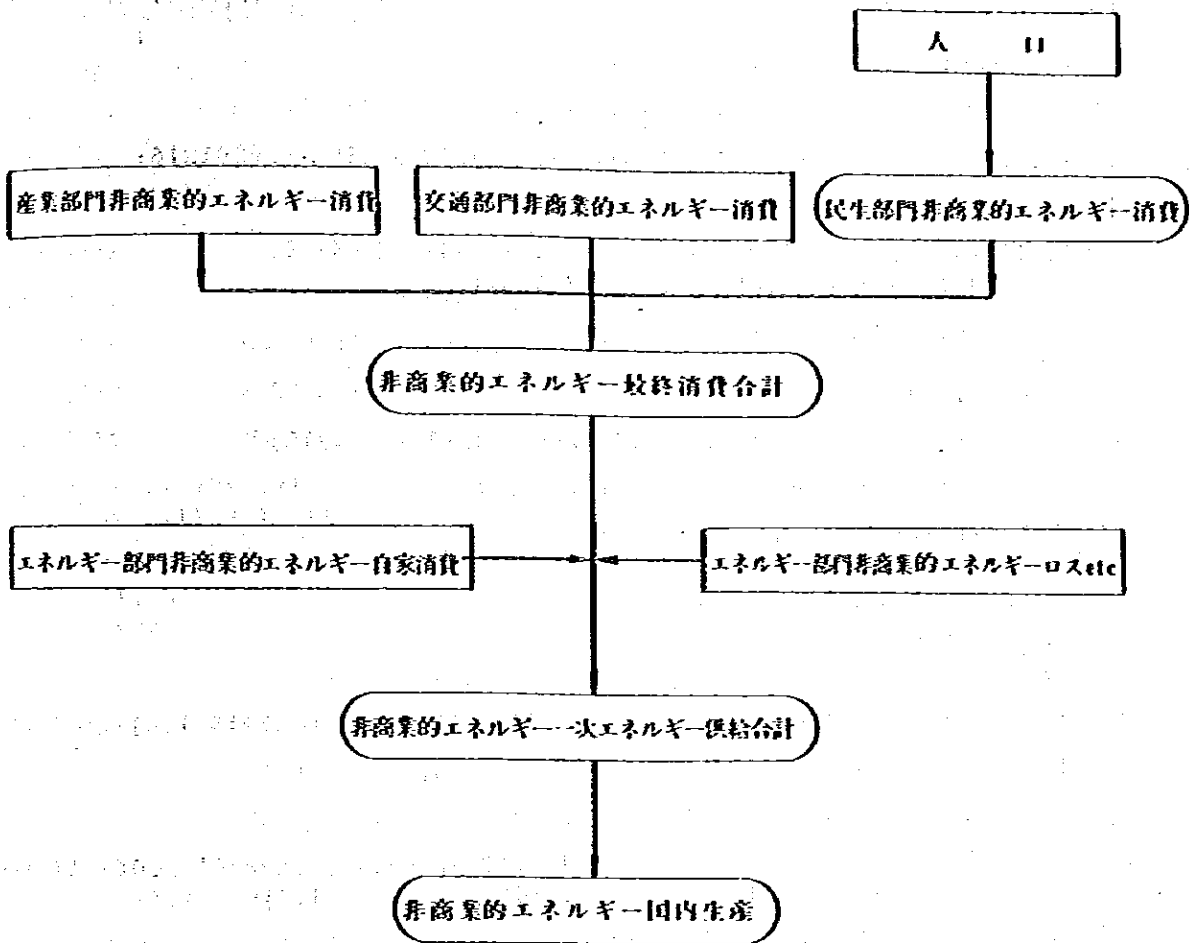 人 口
産業部門非商業的エネルギー消費
交通部門非商業的エネルギー消費
民生部門非商業的エネルギー消費
非商業的エネルギー最終消費合計
エネルギー部門非商業的エネルギー自家消費
エネルギー部門非商業的エネルギーロスetc
非商業的エネルギー一次エネルギー供給合計
非商業的エネルギー国内生産